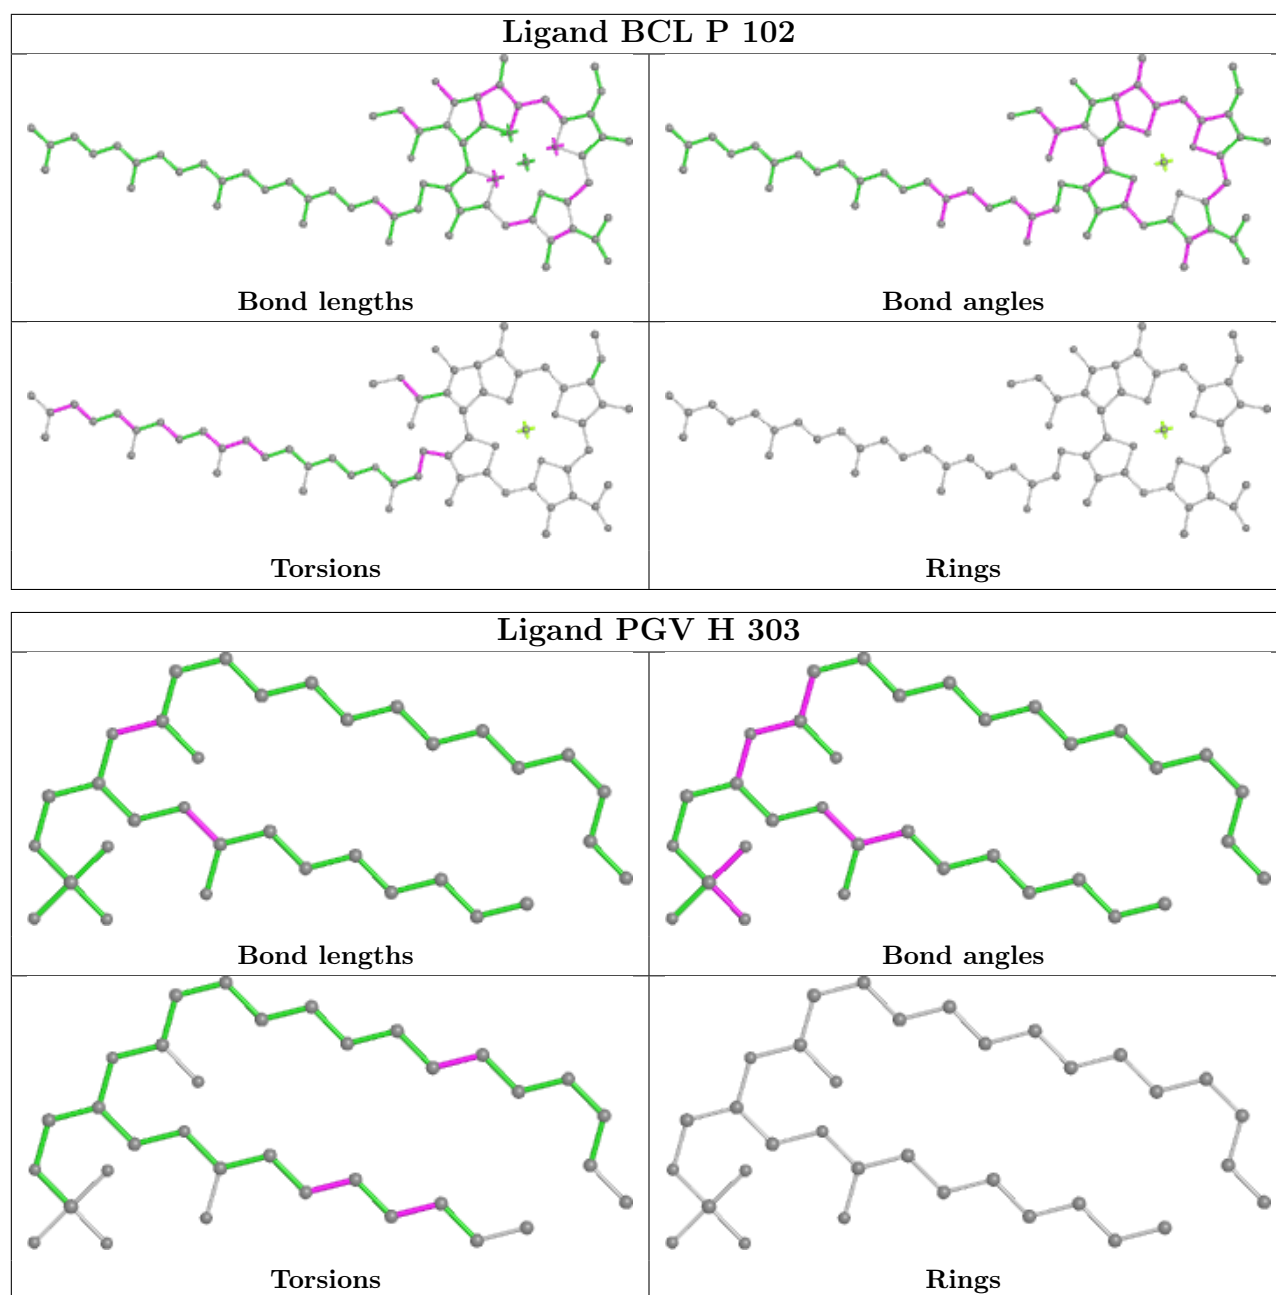 Ligand BCL P 102
Bond lengths
Bond angles
Torsions
Rings
Ligand PGV H 303
Bond lengths
Bond angles
Torsions
Rings